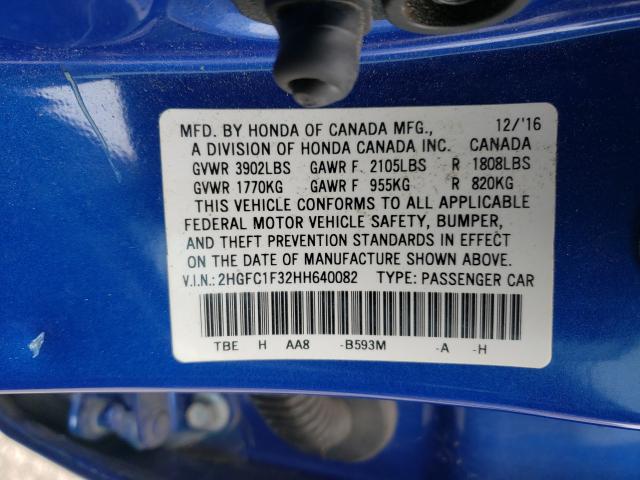 MFD. BY HONDA OF CANADA MFG., 12/'16
A DIVISION OF HONDA CANADA INC. CANADA
GVWR 3902LBS GAWR F 2105LBS R 1808LBS
GVWR 1770KG GAWR F 955KG R 820KG
THIS VEHICLE CONFORMS TO ALL APPLICABLE
FEDERAL MOTOR VEHICLE SAFETY, BUMPER,
AND THEFT PREVENTION STANDARDS IN EFFECT
ON THE DATE OF MANUFACTURE SHOWN ABOVE.
V.I.N.: 2HGFC1F32HH640082 TYPE: PASSENGER CAR
TBE H AA8 -B593M -A -H